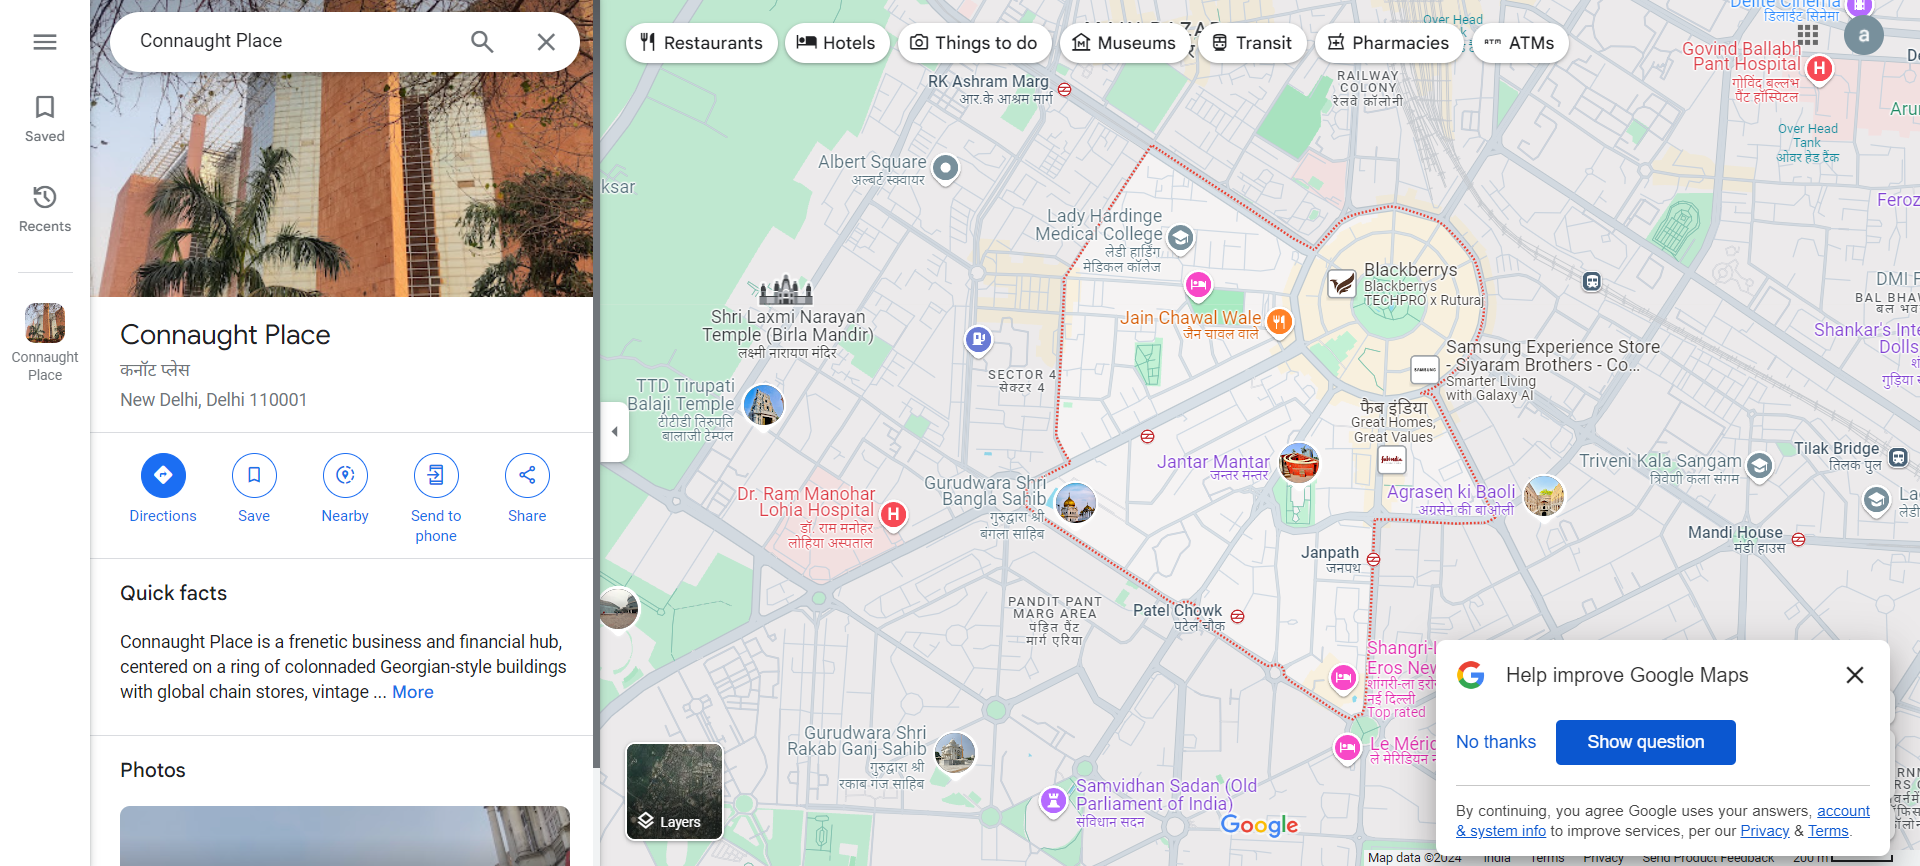 Connaught Place
Saved
Recents
Connaught
Place
Connaught Place
कनॉट प्लेस
New Delhi, Delhi 110001
Directions
Save
Nearby
Send to
phone
Share
Quick facts
Connaught Place is a frenetic business and financial hub,
centered on a ring of colonnaded Georgian-style buildings
with global chain stores, vintage ... More
Photos
Restaurants
Hotels
Things to do
Museums
Transit
Pharmacies
ATMs
a
Over Head
Tank
डिलाईट सिनेमा
Govind Ballabh
Pant Hospital
गोविंद बल्लभ
पैंट हॉस्पिटल
RK Ashram Marg
आर.के आश्रम मार्ग
RAILWAY
COLONY
रेलवे कॉलोनी
Over Head
Tank
ओवर हेड टैंक
Albert Square
अल्बर्ट स्क्वायर
ksar
Lady Hardinge
Medical College
लेडी हार्डिंग
मेडिकल कॉलेज
Blackberrys
Blackberrys
TECHPRO x Ruturaj
Jain Chawal Wale
जैन चावल वाले
Shri Laxmi Narayan
Temple (Birla Mandir)
लक्ष्मी नारायण मंदिर
SECTOR 4
सेक्टर 4
Samsung Experience Store
- Siyaram Brothers - Co...
Smarter Living
with Galaxy AI
SAMSUNG
TTD Tirupati
Balaji Temple
टीटीडी तिरुपति
बालाजी टेम्पल
फैब इंडिया
Great Homes,
Great Values
fabindia
Jantar Mantar
जन्तर मन्तर
Triveni Kala Sangam
त्रिवेणी कला संगम
Tilak Bridge
तिलक पुल
Gurudwara Shri
Bangla Sahib
गुरुद्वारा श्री
बंगला साहिब
Dr. Ram Manohar
Lohia Hospital
डॉ. राम मनोहर
लोहिया अस्पताल
Agrasen ki Baoli
अग्रसेन की बाओली
Mandi House
मंडी हाउस
Janpath
जनपथ
PANDIT PANT
MARG AREA
पंडित पैंट
मार्ग एरिया
Patel Chowk
पटेल चौक
Shangri-L
Eros New
शांगरी-ला इरोस
नई दिल्ली
Top rated
Le Méridi
ले मेरिडियन न
Gurudwara Shri
Rakab Ganj Sahib
गुरुद्वारा श्री
रकाब गंज साहिब
Samvidhan Sadan (Old
Parliament of India)
संविधान सदन
Feroz
DMI F
Shankar's Inte
Dolls
Layers
Google
Help improve Google Maps
No thanks
Show question
By continuing, you agree Google uses your answers, account
& system info to improve services, per our Privacy & Terms.
Map data ©2024
India
Terms
Privacy
Send Product Feedback
200 m